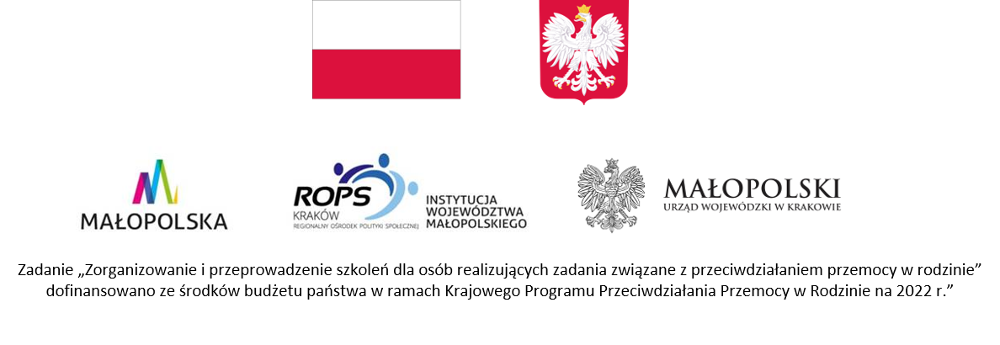 MAŁOPOLSKA
ROPS
KRAKÓW
REGIONALNY OŚRODEK POLITYKI SPOŁECZNEJ
INSTYTUCJA
WOJEWÓDZTWA
MAŁOPOLSKIEGO
MAŁOPOLSKI
URZĄD WOJEWÓDZKI W KRAKOWIE
Zadanie „Zorganizowanie i przeprowadzenie szkoleń dla osób realizujących zadania związane z przeciwdziałaniem przemocy w rodzinie”
dofinansowano ze środków budżetu państwa w ramach Krajowego Programu Przeciwdziałania Przemocy w Rodzinie na 2022 r.”